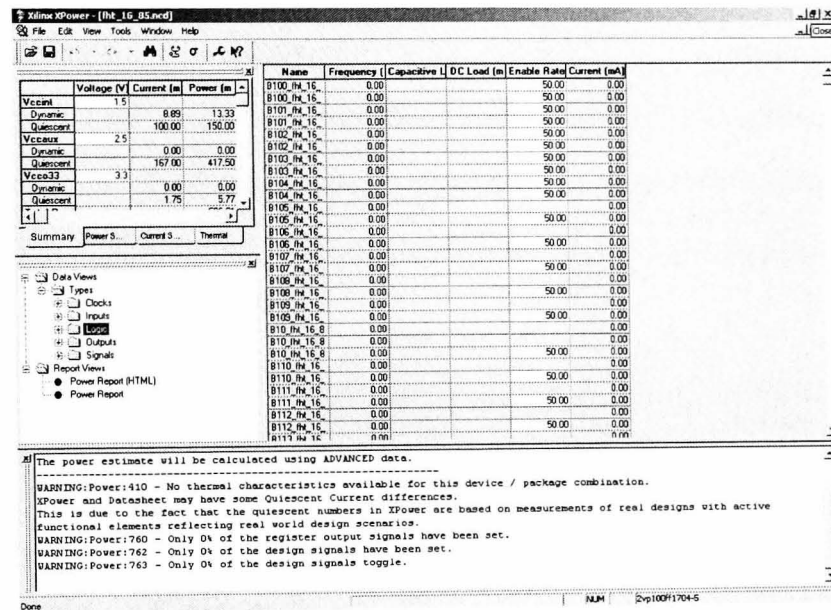 Xilinx XPower - [fht_16_85.ncd]
File Edit View Tools Window Help
Close
Voltage (V) Current (m Power (m
Vccint 1.5
Dynamic 8.89 13.33
Quiescent 100.00 150.00
Vccaux 2.5
Dynamic 0.00 0.00
Quiescent 167.00 417.50
Vcco33 3.3
Dynamic 0.00 0.00
Quiescent 1.75 5.77
Summary Power S... Current S... Thermal
Data Views
Types
Clocks
Inputs
Logic
Outputs
Signals
Report Views
Power Report (HTML)
Power Report
Name Frequency ( Capacitive L DC Load (m Enable Rate Current (mA)
B100_fht_16_ 0.00 50.00 0.00
B100_fht_16_ 0.00 50.00 0.00
B101_fht_16_ 0.00 50.00 0.00
B101_fht_16_ 0.00 50.00 0.00
B102_fht_16_ 0.00 50.00 0.00
B102_fht_16_ 0.00 50.00 0.00
B103_fht_16_ 0.00 50.00 0.00
B103_fht_16_ 0.00 50.00 0.00
B104_fht_16_ 0.00 50.00 0.00
B104_fht_16_ 0.00 50.00 0.00
B105_fht_16_ 0.00 0.00
B105_fht_16_ 0.00 50.00 0.00
B106_fht_16_ 0.00 0.00
B106_fht_16_ 0.00 50.00 0.00
B107_fht_16_ 0.00 0.00
B107_fht_16_ 0.00 50.00 0.00
B108_fht_16_ 0.00 0.00
B108_fht_16_ 0.00 50.00 0.00
B109_fht_16_ 0.00 0.00
B109_fht_16_ 0.00 50.00 0.00
B10_fht_16_8 0.00 0.00
B10_fht_16_8 0.00 0.00
B10_fht_16_8 0.00 50.00 0.00
B110_fht_16_ 0.00 0.00
B110_fht_16_ 0.00 50.00 0.00
B111_fht_16_ 0.00 0.00
B111_fht_16_ 0.00 50.00 0.00
B112_fht_16_ 0.00 0.00
B112_fht_16_ 0.00 50.00 0.00
B113_fht_16_ 0.00 0.00
The power estimate will be calculated using ADVANCED data.
WARNING:Power:410 - No thermal characteristics available for this device / package combination.
XPower and Datasheet may have some Quiescent Current differences.
This is due to the fact that the quiescent numbers in XPower are based on measurements of real designs with active
functional elements reflecting real world design scenarios.
WARNING:Power:760 - Only 0% of the register output signals have been set.
WARNING:Power:762 - Only 0% of the design signals have been set.
WARNING:Power:763 - Only 0% of the design signals toggle.
Done NUM 2vp100ff1704-5